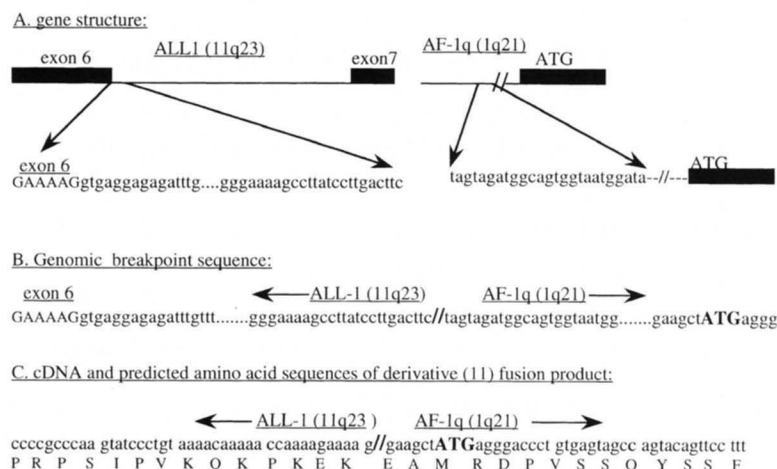 A. gene structure:
ALL1 (11q23)
AF-1q (1q21)
exon 6
exon7
ATG
exon 6
ATG
GAAAAGgtgaggagagatttg....gggaaaagccttatccttgacttc
tagtagatggcagtggtaatggata--//---
B. Genomic breakpoint sequence:
exon 6
ALL-1 (11q23)
AF-1q (1q21)
GAAAAGgtgaggagagatttgttt.......gggaaaagccttatccttgacttc//tagtagatggcagtggtaatgg.......gaagctATGaggg
C. cDNA and predicted amino acid sequences of derivative (11) fusion product:
ALL-1 (11q23 )
AF-1q (1q21)
ccccgcccaa gtatccctgt aaaacaaaaa ccaaaagaaaa g//gaagctATGagggaccct gtgagtagcc agtacagttcc ttt
P R P S I P V K Q K P K E K E A M R D P V S S Q Y S S F